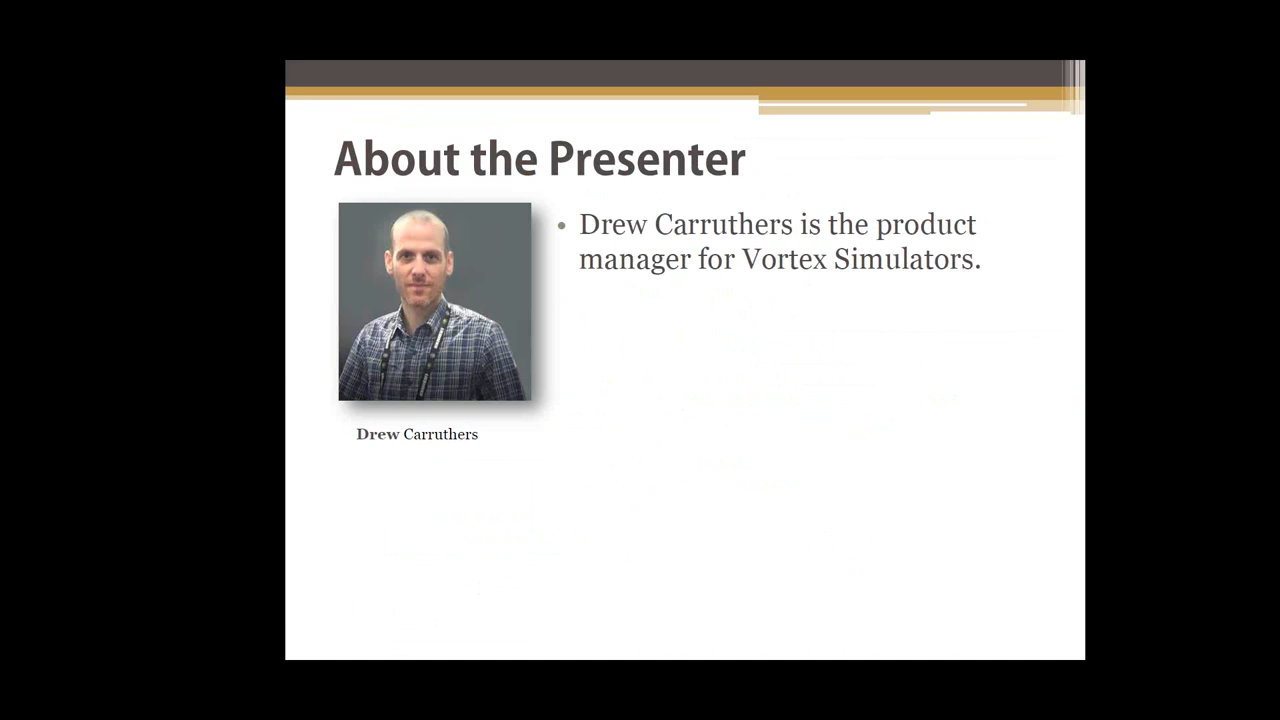 About the Presenter
• Drew Carruthers is the product
manager for Vortex Simulators.
Drew Carruthers